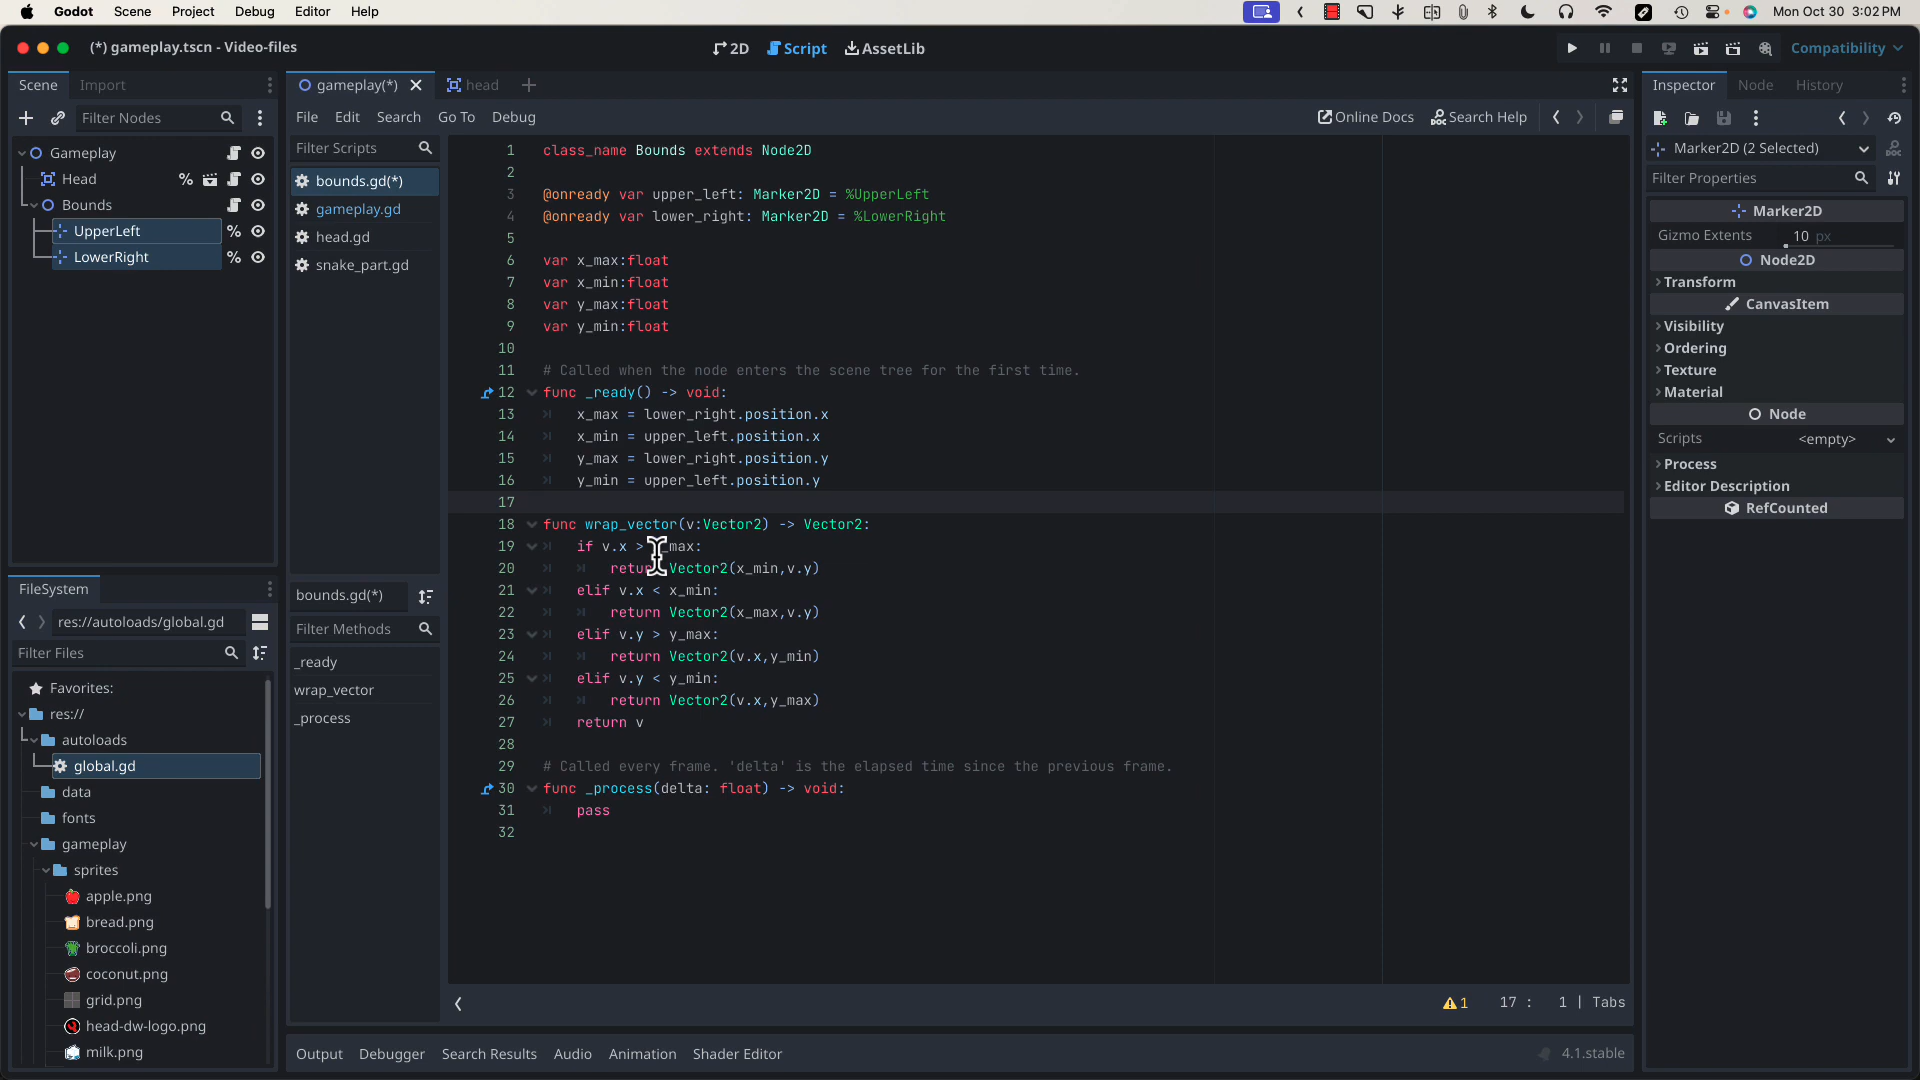 Godot Scene Project Debug Editor Help Mon Oct 30 3:02 PM
(*) gameplay.tscn - Video-files 2D Script AssetLib Compatibility
Scene Import
Filter Nodes
Gameplay
Head
Bounds
UpperLeft
LowerRight
FileSystem
res://autoloads/global.gd
Filter Files
Favorites:
res://
autoloads
global.gd
data
fonts
gameplay
sprites
apple.png
bread.png
broccoli.png
coconut.png
grid.png
head-dw-logo.png
milk.png
gameplay(*) head
File Edit Search Go To Debug Online Docs Search Help
Filter Scripts
bounds.gd(*)
gameplay.gd
head.gd
snake_part.gd
bounds.gd(*)
Filter Methods
_ready
wrap_vector
_process
1 class_name Bounds extends Node2D
2
3 @onready var upper_left: Marker2D = %UpperLeft
4 @onready var lower_right: Marker2D = %LowerRight
5
6 var x_max:float
7 var x_min:float
8 var y_max:float
9 var y_min:float
10
11 # Called when the node enters the scene tree for the first time.
12 func _ready() -> void:
13 x_max = lower_right.position.x
14 x_min = upper_left.position.x
15 y_max = lower_right.position.y
16 y_min = upper_left.position.y
17
18 func wrap_vector(v:Vector2) -> Vector2:
19 if v.x > x_max:
20 return Vector2(x_min,v.y)
21 elif v.x < x_min:
22 return Vector2(x_max,v.y)
23 elif v.y > y_max:
24 return Vector2(v.x,y_min)
25 elif v.y < y_min:
26 return Vector2(v.x,y_max)
27 return v
28
29 # Called every frame. 'delta' is the elapsed time since the previous frame.
30 func _process(delta: float) -> void:
31 pass
32
1 17 : 1 | Tabs
Output Debugger Search Results Audio Animation Shader Editor 4.1.stable
Inspector Node History
Marker2D (2 Selected)
Filter Properties
Marker2D
Gizmo Extents 10 px
Node2D
Transform
CanvasItem
Visibility
Ordering
Texture
Material
Node
Scripts <empty>
Process
Editor Description
RefCounted